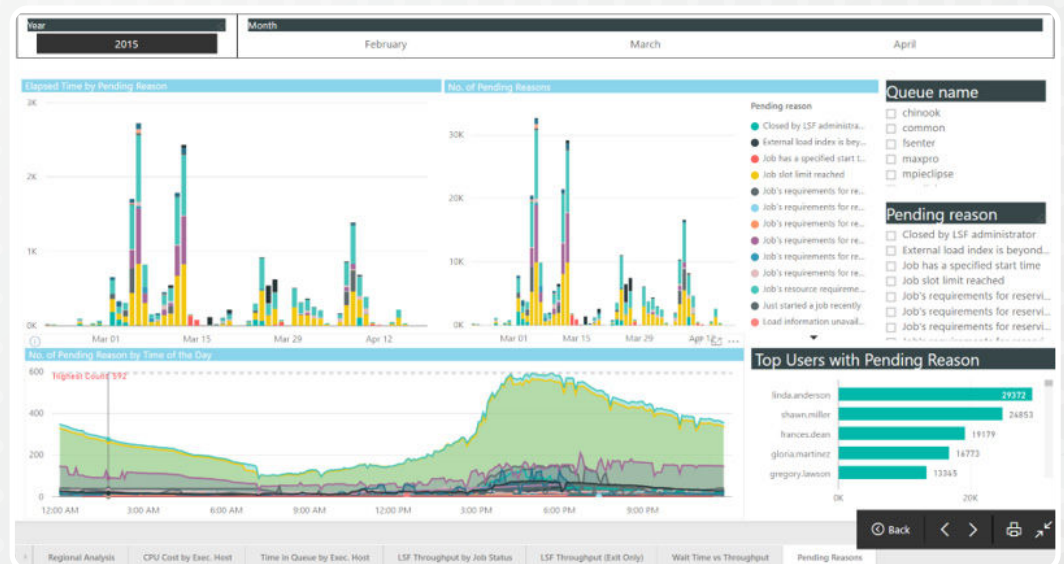 Year
Month
2015
February
March
April
Elapsed Time by Pending Reason
No. of Pending Reasons
3K
2K
1K
0K
Mar 01
Mar 15
Mar 29
Apr 12
30K
20K
10K
0K
Mar 01
Mar 15
Mar 29
Apr 12
Pending reason
Closed by LSF administra...
External load index is bey...
Job has a specified start t...
Job slot limit reached
Job's requirements for re...
Job's requirements for re...
Job's requirements for re...
Job's requirements for re...
Job's requirements for re...
Job's requirements for re...
Job's resource requireme...
Just started a job recently
Load information unavail...
Queue name
chinook
common
fsenter
maxpro
mpieclipse
Pending reason
Closed by LSF administrator
External load index is beyond...
Job has a specified start time
Job slot limit reached
Job's requirements for reservi...
Job's requirements for reservi...
Job's requirements for reservi...
No. of Pending Reason by Time of the Day
600
400
200
0
Highest Count: 592
12:00 AM
3:00 AM
6:00 AM
9:00 AM
12:00 PM
3:00 PM
6:00 PM
9:00 PM
Top Users with Pending Reason
linda.anderson
29372
shawn.miller
24853
frances.dean
19179
gloria.martinez
16773
gregory.lawson
13365
0K
20K
Back
Regional Analysis
CPU Cost by Exec. Host
Time in Queue by Exec. Host
LSF Throughput by Job Status
LSF Throughput (Exit Only)
Wait Time vs Throughput
Pending Reasons